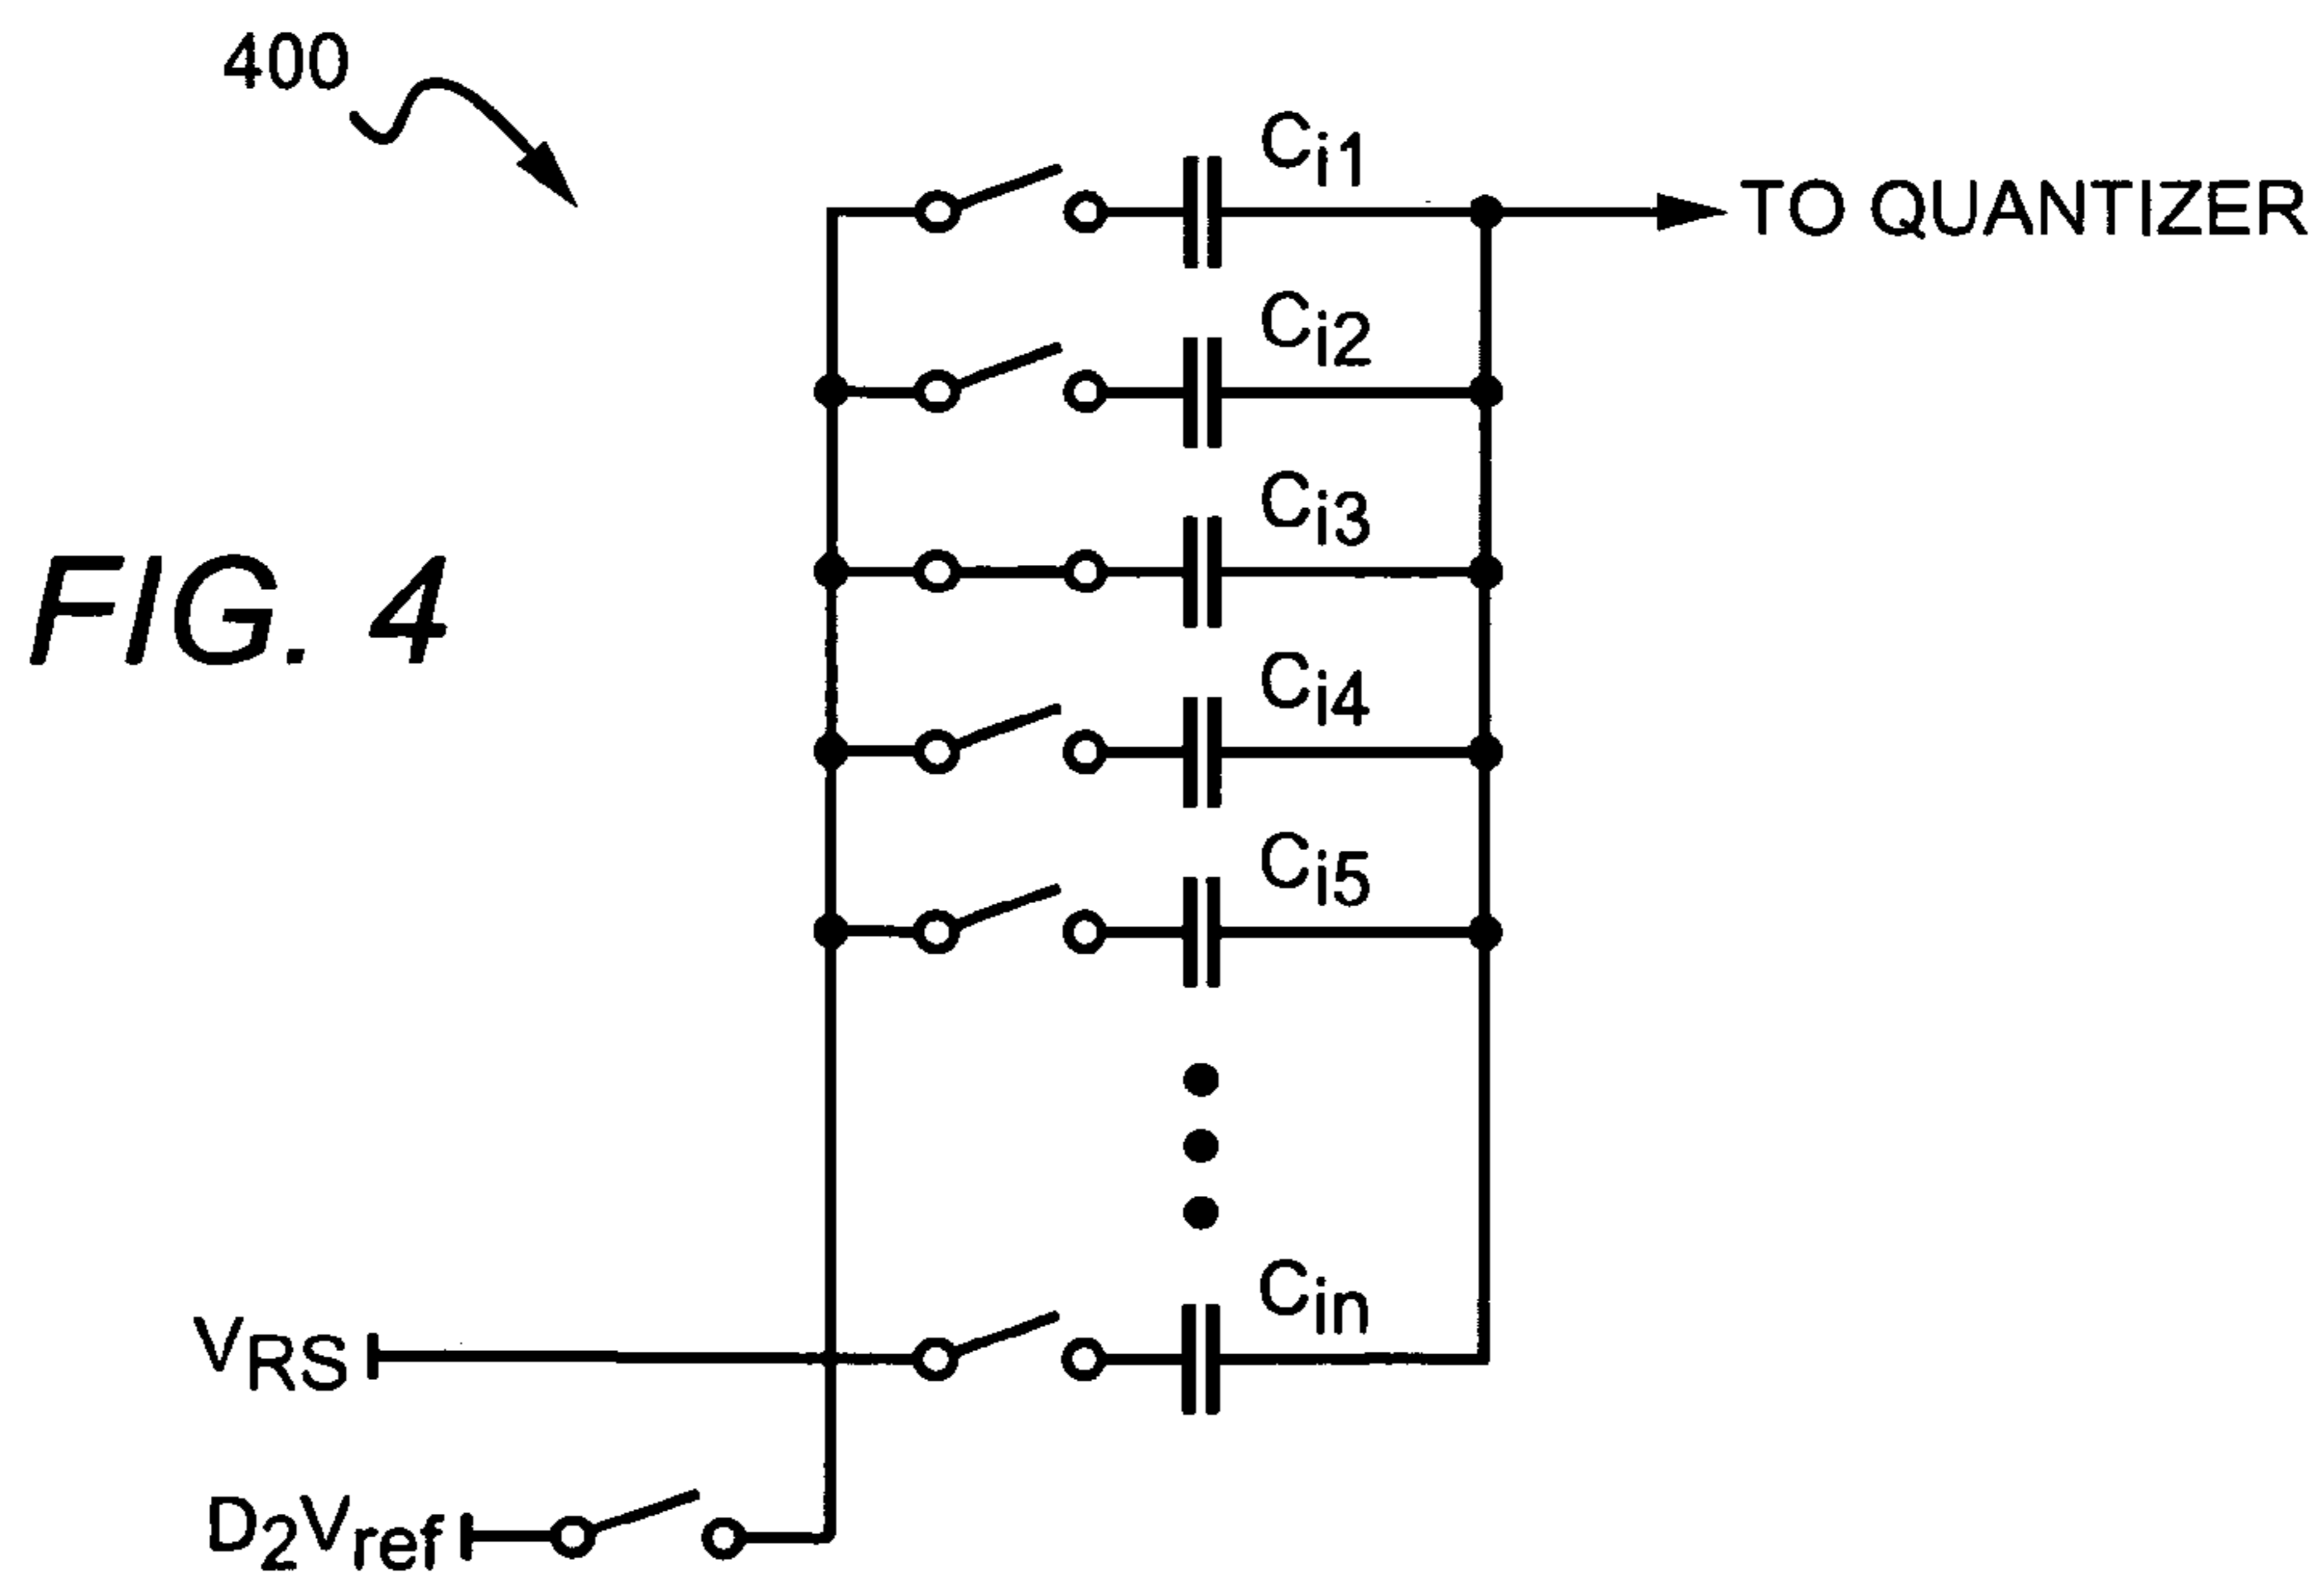 400
Ci1
TO QUANTIZER
Ci2
Ci3
FIG. 4
Ci4
Ci5
Cin
VRS
D2Vref